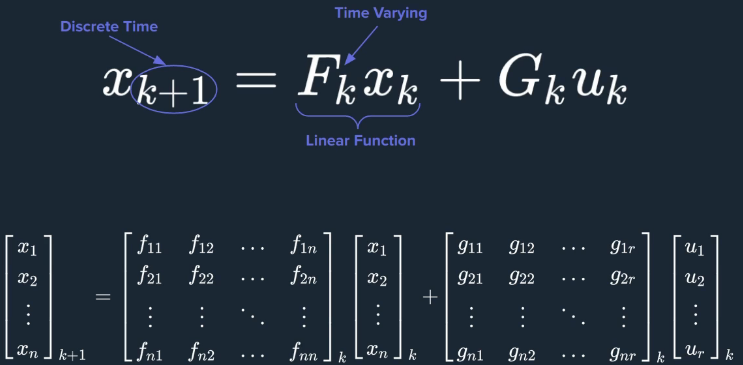 Time Varying
Discrete Time
x_{k+1} = F_k x_k + G_k u_k
Linear Function
\begin{bmatrix} x_1 \\ x_2 \\ \vdots \\ x_n \end{bmatrix}_{k+1} = \begin{bmatrix} f_{11} & f_{12} & \cdots & f_{1n} \\ f_{21} & f_{22} & \cdots & f_{2n} \\ \vdots & \vdots & \ddots & \vdots \\ f_{n1} & f_{n2} & \cdots & f_{nn} \end{bmatrix}_k \begin{bmatrix} x_1 \\ x_2 \\ \vdots \\ x_n \end{bmatrix}_k + \begin{bmatrix} g_{11} & g_{12} & \cdots & g_{1r} \\ g_{21} & g_{22} & \cdots & g_{2r} \\ \vdots & \vdots & \ddots & \vdots \\ g_{n1} & g_{n2} & \cdots & g_{nr} \end{bmatrix}_k \begin{bmatrix} u_1 \\ u_2 \\ \vdots \\ u_r \end{bmatrix}_k